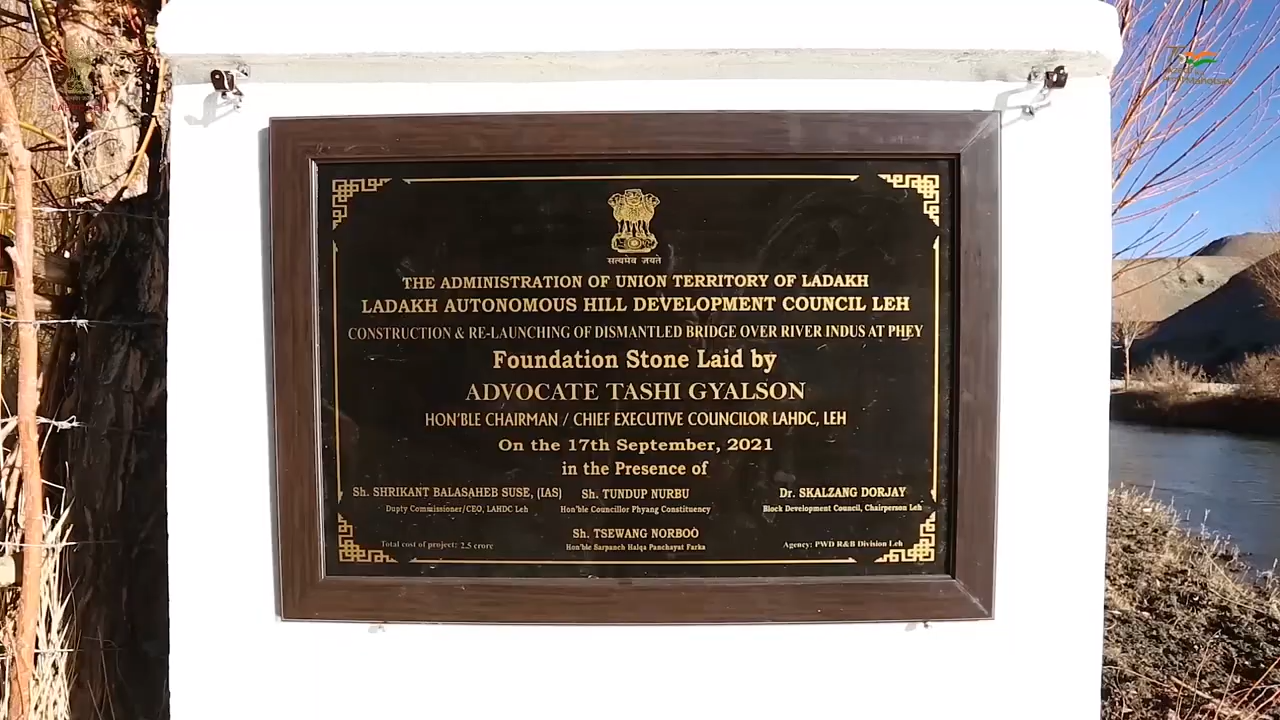 सत्यमेव जयते
THE ADMINISTRATION OF UNION TERRITORY OF LADAKH
LADAKH AUTONOMOUS HILL DEVELOPMENT COUNCIL LEH
CONSTRUCTION & RE-LAUNCHING OF DISMANTLED BRIDGE OVER RIVER INDUS AT PHEY
Foundation Stone Laid by
ADVOCATE TASHI GYALSON
HON'BLE CHAIRMAN / CHIEF EXECUTIVE COUNCILOR LAHDC, LEH
On the 17th September, 2021
in the Presence of
Sh. SHRIKANT BALASAHEB SUSE, (IAS)
Dupty Commissioner/CEO, LAHDC Leh
Sh. TUNDUP NURBU
Hon'ble Councillor Phyang Constituency
Dr. SKALZANG DORJAY
Block Development Council, Chairperson Leh
Sh. TSEWANG NORBOO
Hon'ble Sarpanch Halqa Panchayat Farka
Total cost of project: 2.5 crore
Agency: PWD R&B Division Leh